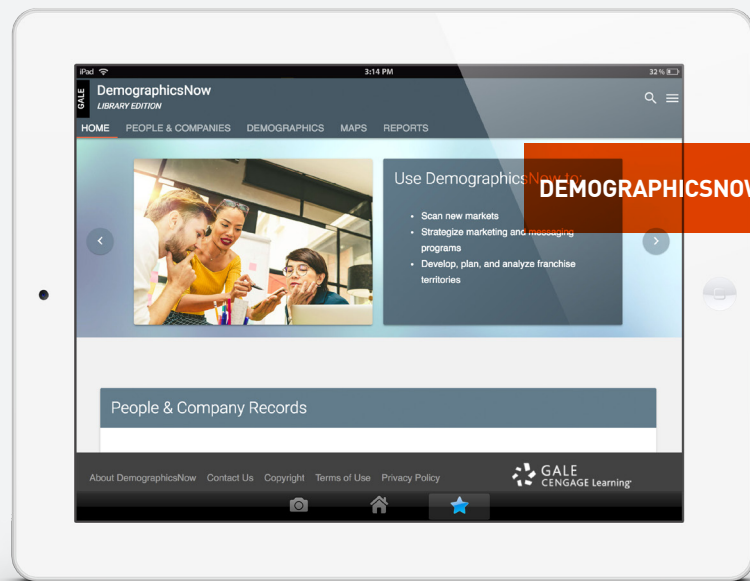 iPad 3:14 PM 32%
GALE
DemographicsNow
LIBRARY EDITION
HOME PEOPLE & COMPANIES DEMOGRAPHICS MAPS REPORTS
Use DemographicsNow to:
DEMOGRAPHICSNOW
• Scan new markets
• Strategize marketing and messaging
programs
• Develop, plan, and analyze franchise
territories
People & Company Records
About DemographicsNow Contact Us Copyright Terms of Use Privacy Policy
GALE
CENGAGE Learning